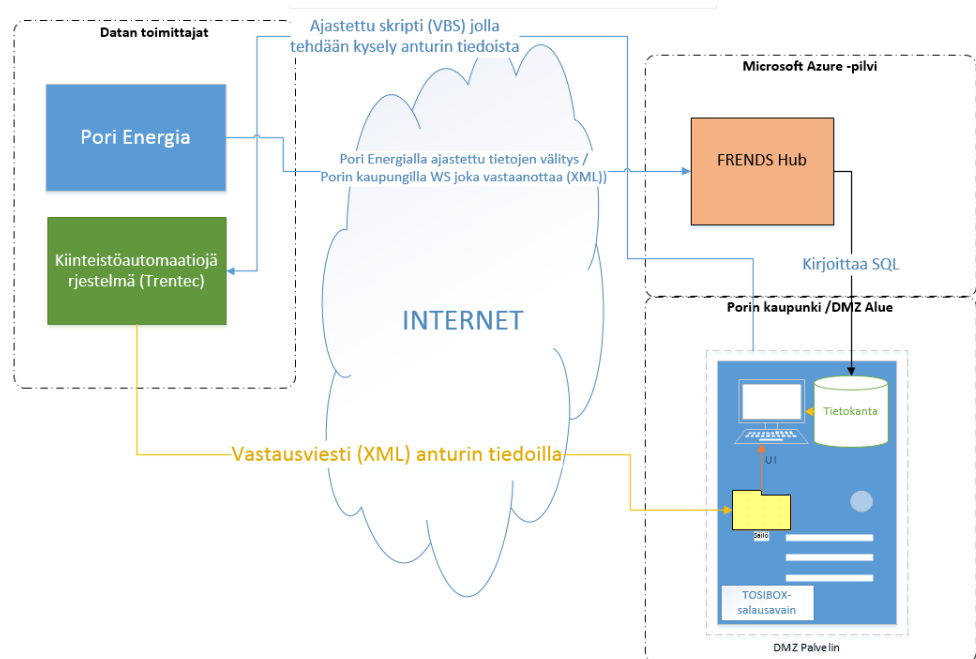 Datan toimittajat
Ajastettu skripti (VBS) jolla
tehdään kysely anturin tiedoista
Microsoft Azure -pilvi
Pori Energia
FRENDS Hub
Pori Energialla ajastettu tietojen välitys /
Porin kaupungilla WS joka vastaanottaa (XML))
Kiinteistöautomaatiojä
rjestelmä (Trentec)
Kirjoittaa SQL
INTERNET
Porin kaupunki /DMZ Alue
Tietokanta
Vastausviesti (XML) anturin tiedoilla
UI
Säilö
TOSIBOX-
salausavain
DMZ Palvelin